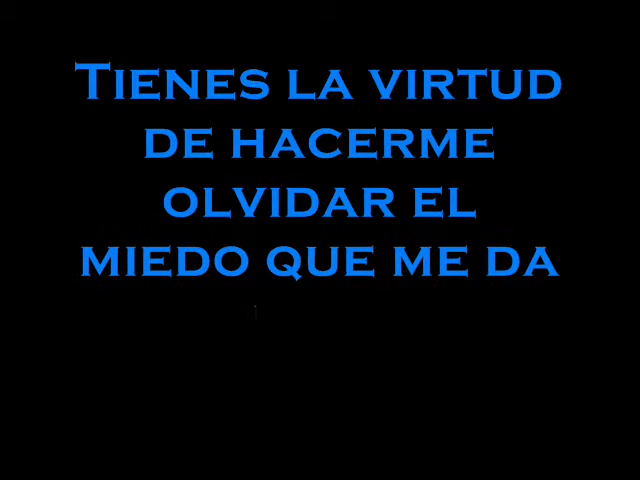 Tienes la virtud
de hacerme
olvidar el
miedo que me da